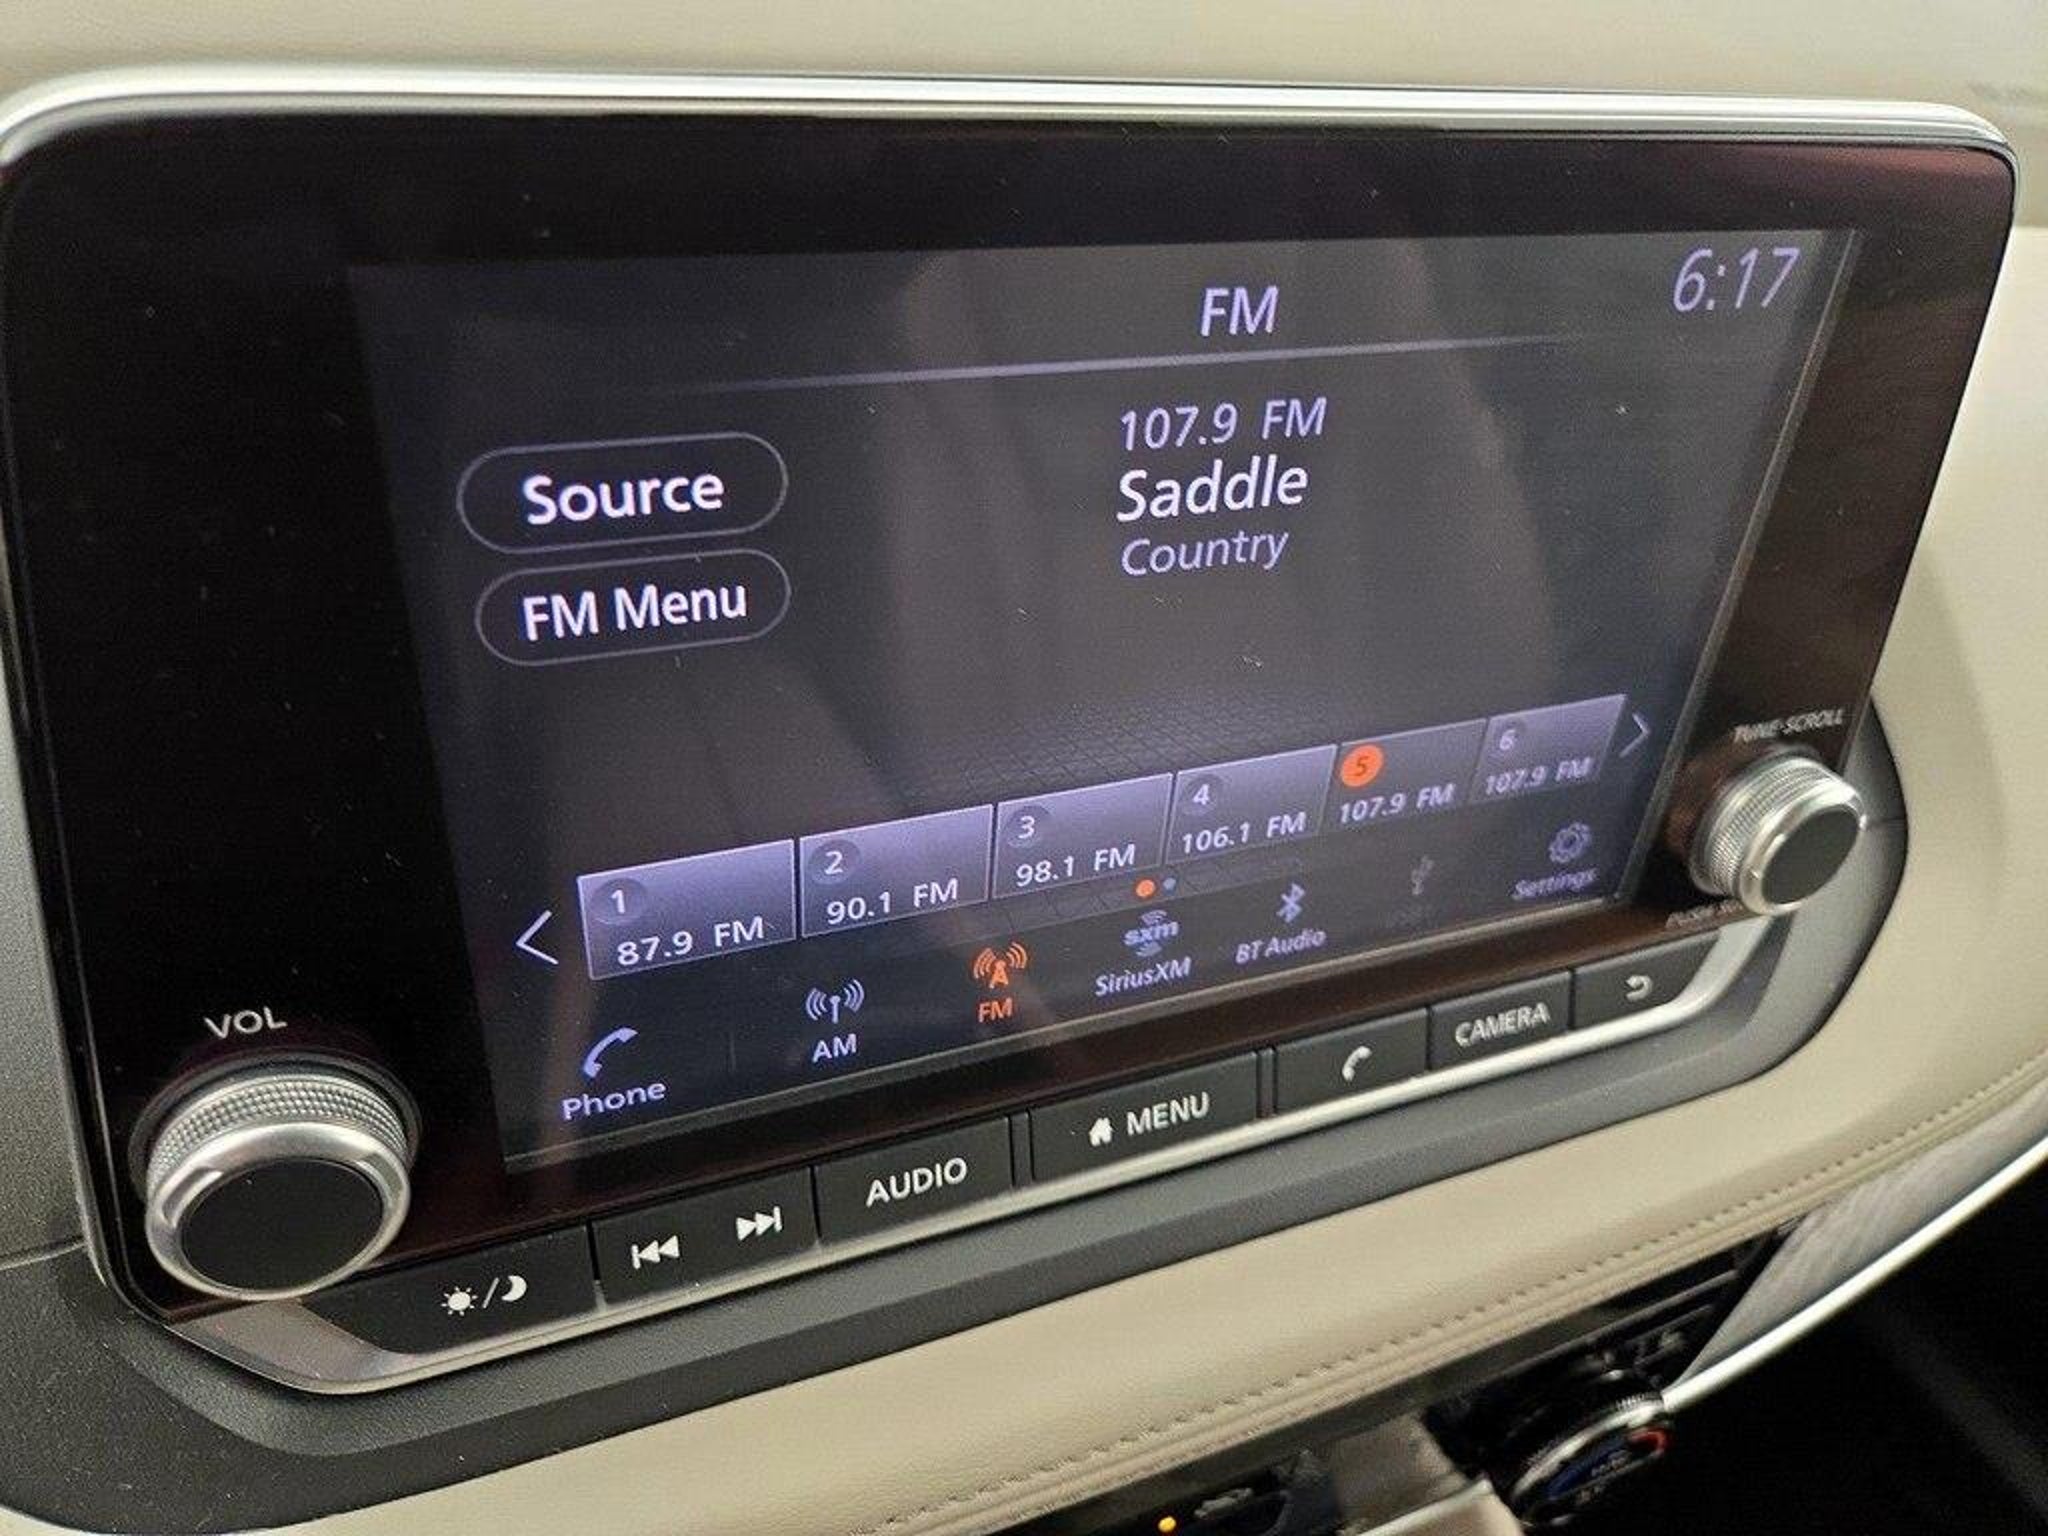 FM
6:17
107.9 FM
Saddle
Country
Source
FM Menu
1
87.9 FM
2
90.1 FM
3
98.1 FM
4
106.1 FM
5
107.9 FM
6
107.9 FM
Phone
AM
FM
sxm
SiriusXM
BT Audio
Settings
VOL
TUNE·SCROLL
AUDIO
MENU
CAMERA